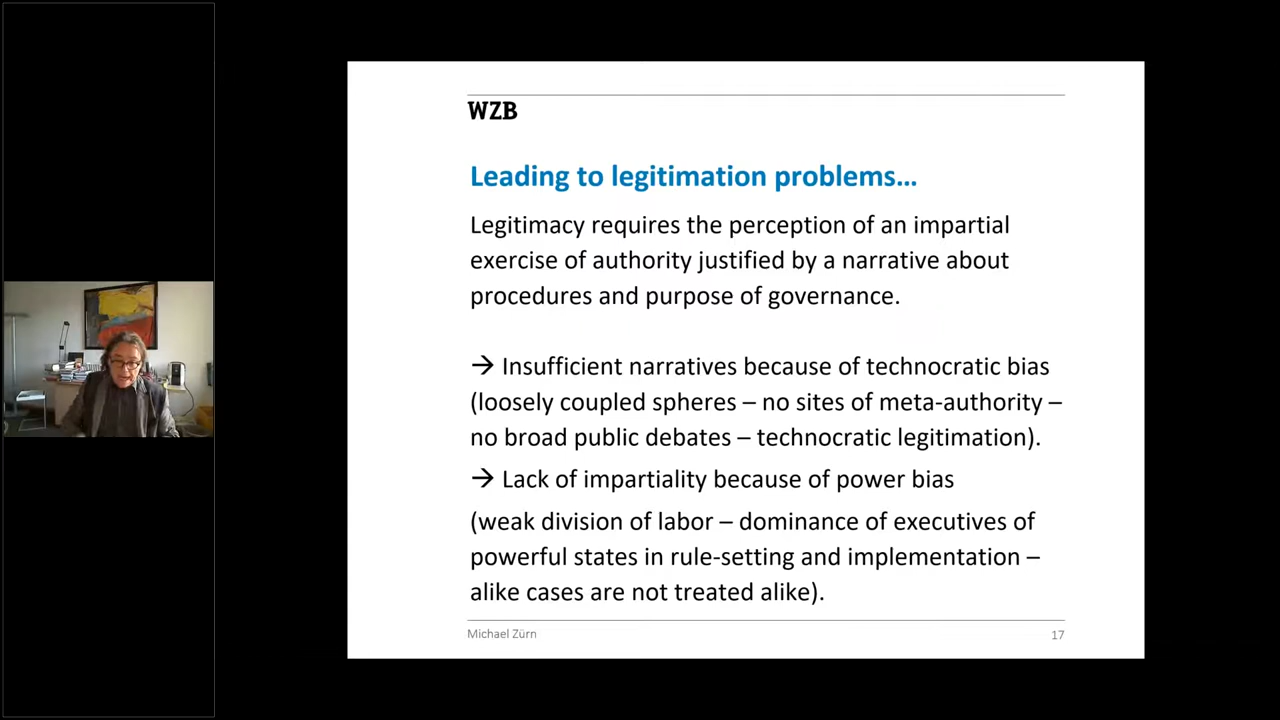 WZB
Leading to legitimation problems…
Legitimacy requires the perception of an impartial
exercise of authority justified by a narrative about
procedures and purpose of governance.
→ Insufficient narratives because of technocratic bias
(loosely coupled spheres – no sites of meta-authority –
no broad public debates – technocratic legitimation).
→ Lack of impartiality because of power bias
(weak division of labor – dominance of executives of
powerful states in rule-setting and implementation –
alike cases are not treated alike).
Michael Zürn
17